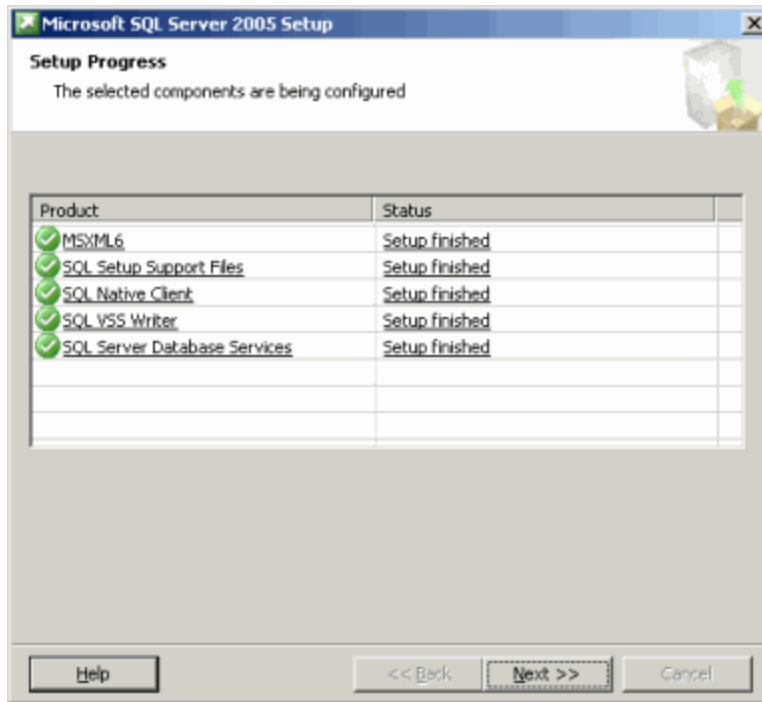 Microsoft SQL Server 2005 Setup
Setup Progress
The selected components are being configured
Product Status
MSXML6 Setup finished
SQL Setup Support Files Setup finished
SQL Native Client Setup finished
SQL VSS Writer Setup finished
SQL Server Database Services Setup finished
Help << Back Next >> Cancel